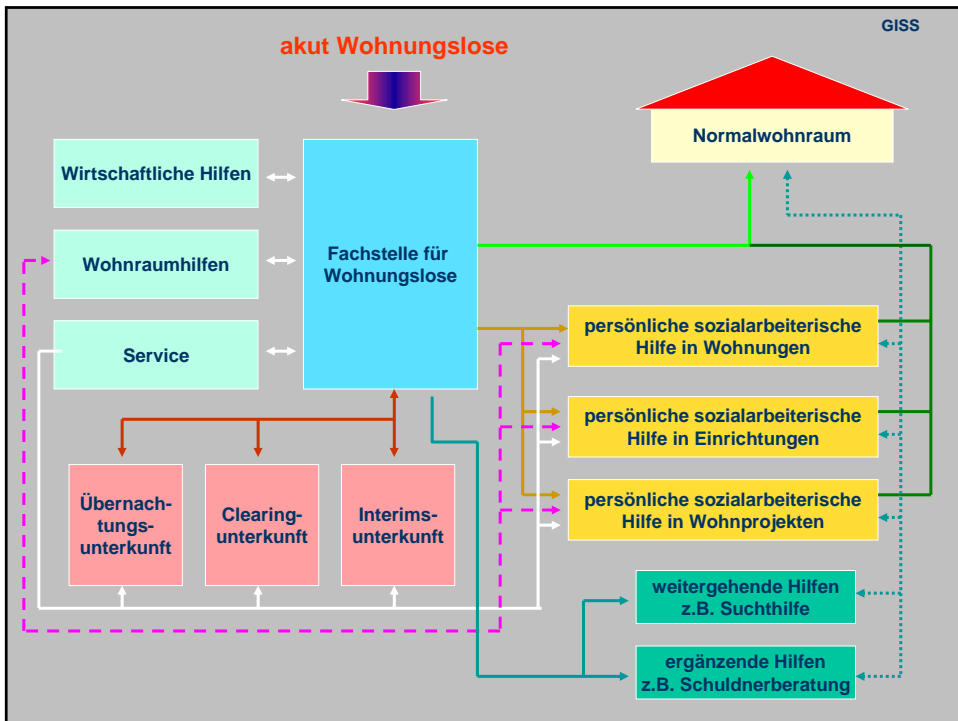 GISS
akut Wohnungslose
Normalwohnraum
Wirtschaftliche Hilfen
Wohnraumhilfen
Service
Fachstelle für
Wohnungslose
persönliche sozialarbeiterische
Hilfe in Wohnungen
persönliche sozialarbeiterische
Hilfe in Einrichtungen
persönliche sozialarbeiterische
Hilfe in Wohnprojekten
Übernach-
tungs-
unterkunft
Clearing-
unterkunft
Interims-
unterkunft
weitergehende Hilfen
z.B. Suchthilfe
ergänzende Hilfen
z.B. Schuldnerberatung